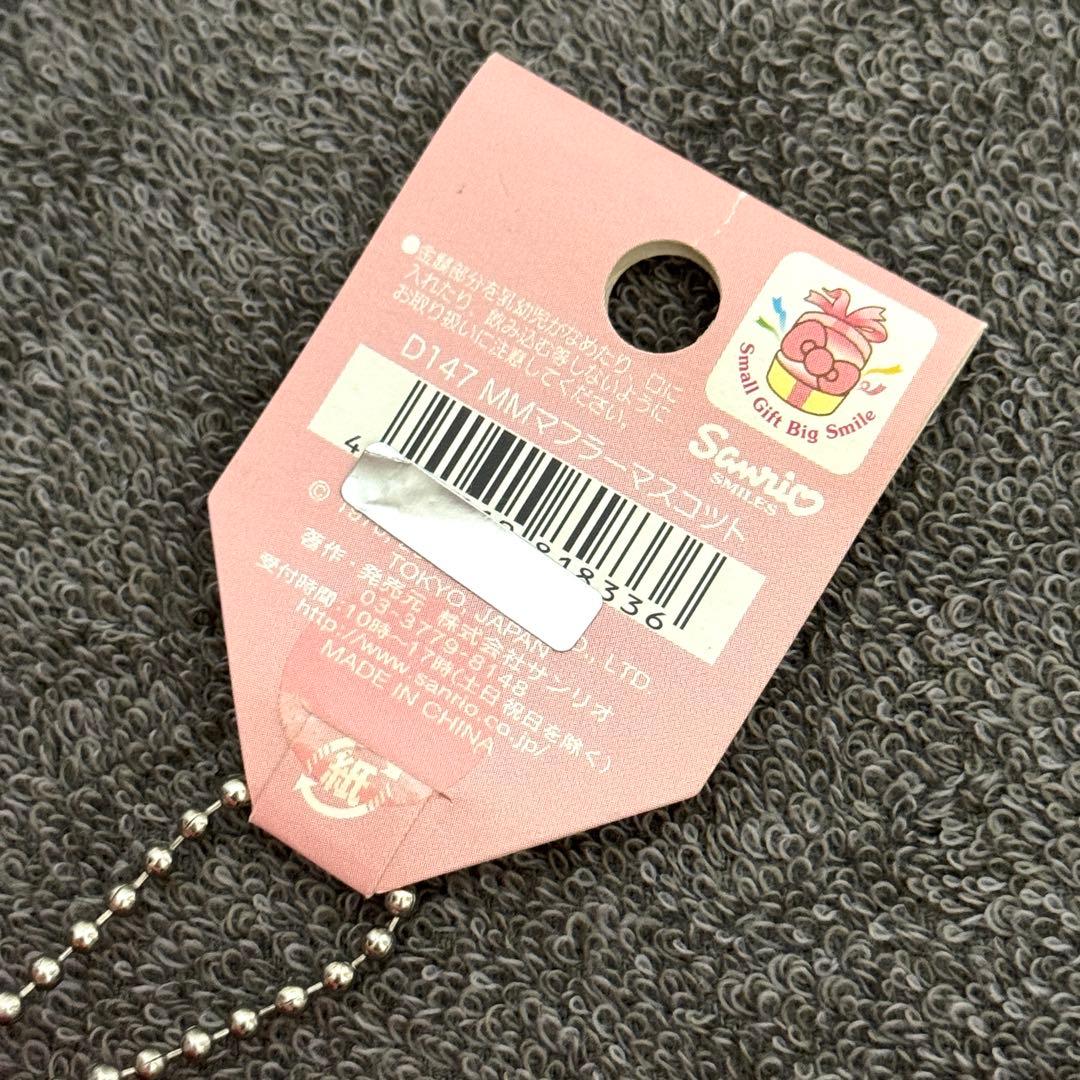 ●金属部分を乳幼児がなめたり、口に
入れたり、飲み込む等しないように
お取り扱いに注意してください。
D147 MMマフラーマスコット
4
848336
©
TOKYO, JAPAN
CO., LTD.
著作・発売元 株式会社サンリオ
03-3779-8148
受付時間:10時~17時(土日祝日を除く)
http://www.sanrio.co.jp/
MADE IN CHINA
紙
Small Gift Big Smile
Sanrio
SMILES